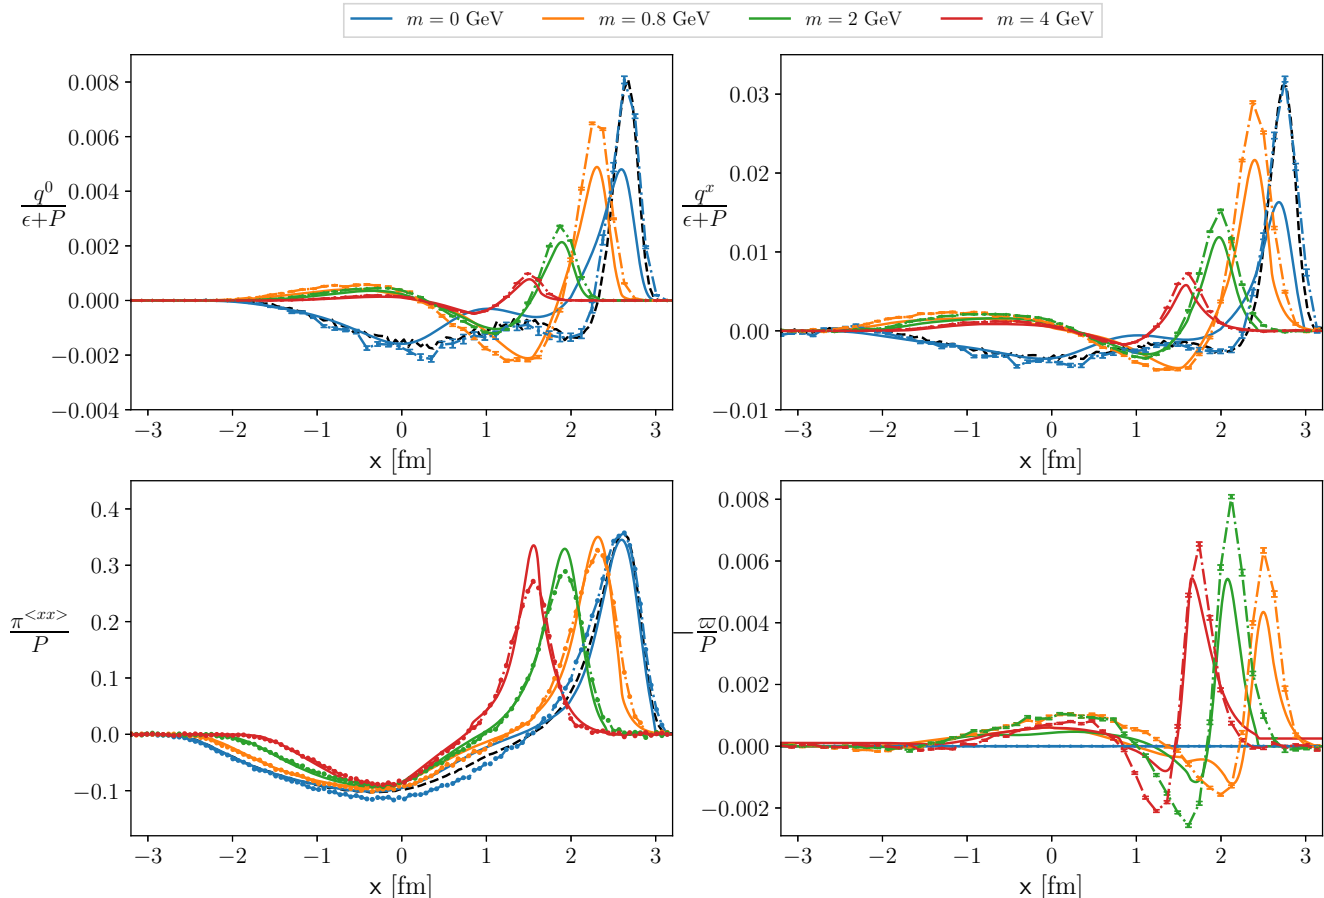 m = 0 GeV m = 0.8 GeV m = 2 GeV m = 4 GeV
0.008
0.006
0.004
0.002
0.000
−0.002
−0.004
q^0/ϵ+P
−3 −2 −1 0 1 2 3
x [fm]
0.03
0.02
0.01
0.00
−0.01
q^x/ϵ+P
−3 −2 −1 0 1 2 3
x [fm]
0.4
0.3
0.2
0.1
0.0
−0.1
π^<xx>/P
−3 −2 −1 0 1 2 3
x [fm]
0.008
0.006
0.004
0.002
0.000
−0.002
−ϖ/P
−3 −2 −1 0 1 2 3
x [fm]